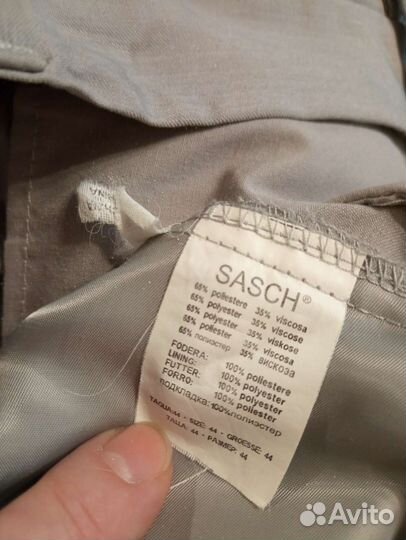 SASCH®
65% poliestere 35% viscosa
65% polyester 35% viscose
65% polyester 35% viskose
65% poliester 35% viscosa
65% полиэстер 35% ВИСКОЗА
FODERA: 100% poliestere
LINING: 100% polyester
FUTTER: 100% polyester
FORRO: 100% poliester
подкладка:100%полиэстер
TAGLIA:44 - SIZE: 44 - GROESSE: 44
TALLA: 44 - РАЗМЕР: 44
Avito